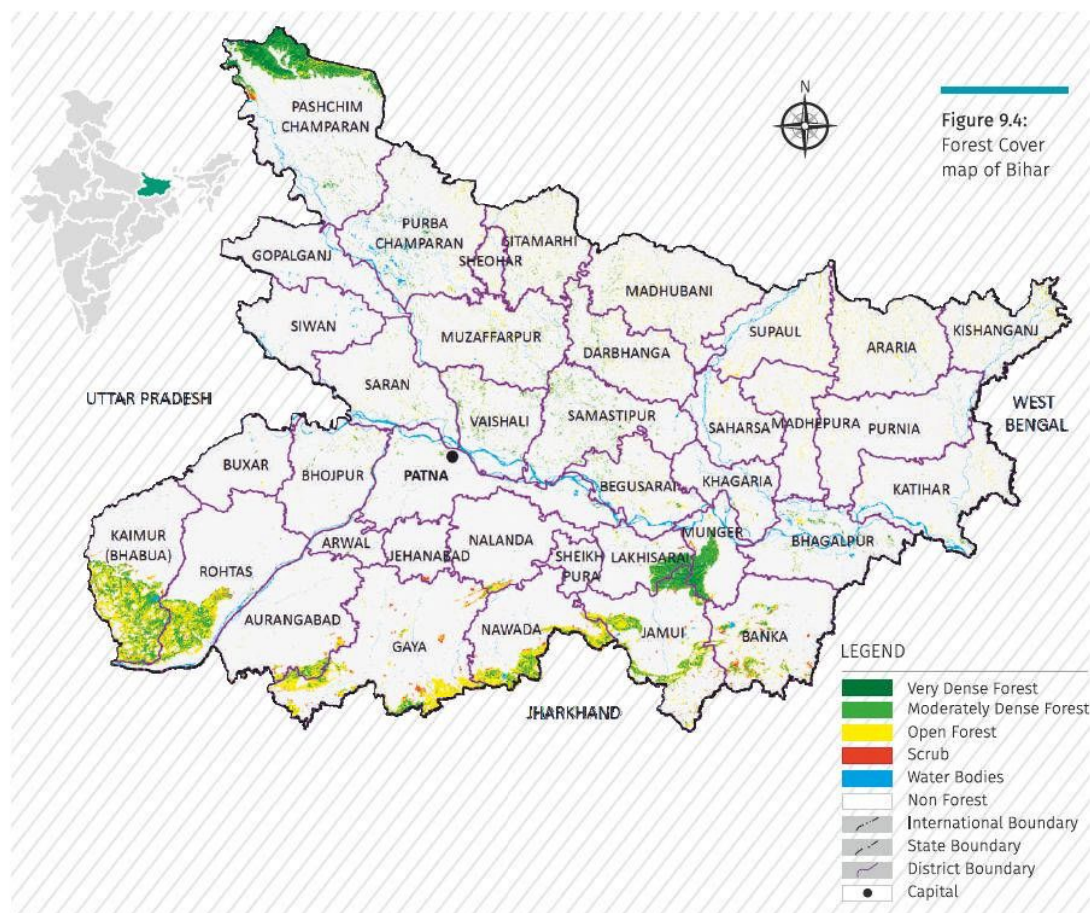 N
Figure 9.4:
Forest Cover
map of Bihar
PASHCHIM
CHAMPARAN
PURBA
CHAMPARAN
SHEOHAR
SITAMARHI
GOPALGANJ
MADHUBANI
SIWAN
MUZAFFARPUR
DARBHANGA
SUPAUL
ARARIA
KISHANGANJ
SARAN
UTTAR PRADESH
VAISHALI
SAMASTIPUR
SAHARSA
MADHEPURA
PURNIA
WEST
BENGAL
BUXAR
BHOJPUR
PATNA
BEGUSARAI
KHAGARIA
KATIHAR
KAIMUR
(BHABUA)
ROHTAS
ARWAL
JEHANABAD
NALANDA
SHEIKH
PURA
LAKHISARAI
MUNGER
BHAGALPUR
AURANGABAD
GAYA
NAWADA
JAMUI
BANKA
JHARKHAND
LEGEND
Very Dense Forest
Moderately Dense Forest
Open Forest
Scrub
Water Bodies
Non Forest
International Boundary
State Boundary
District Boundary
Capital